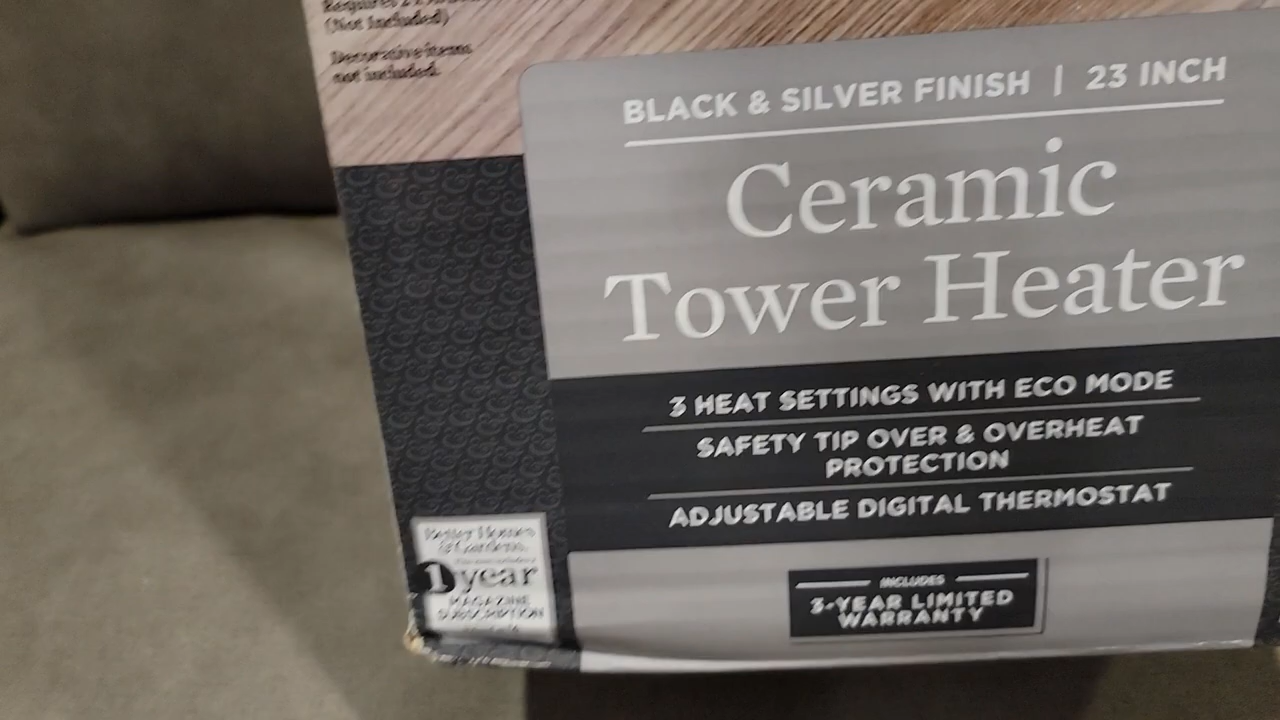 Requires 2
(Not Included)
Decorative items
not included.
BLACK & SILVER FINISH | 23 INCH
Ceramic
Tower Heater
3 HEAT SETTINGS WITH ECO MODE
SAFETY TIP OVER & OVERHEAT
PROTECTION
ADJUSTABLE DIGITAL THERMOSTAT
Better Homes
& Gardens.
1 year
MAGAZINE
SUBSCRIPTION
INCLUDES
3-YEAR LIMITED
WARRANTY